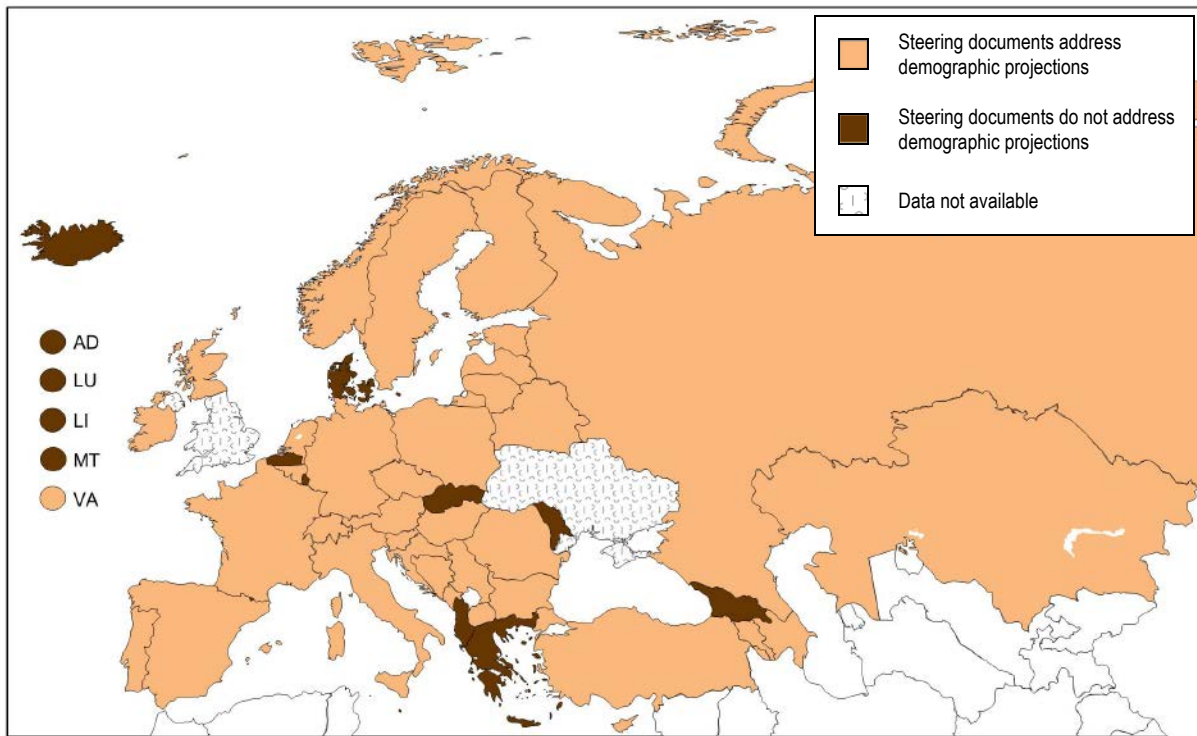 Steering documents address
demographic projections
Steering documents do not address
demographic projections
Data not available
AD
LU
LI
MT
VA